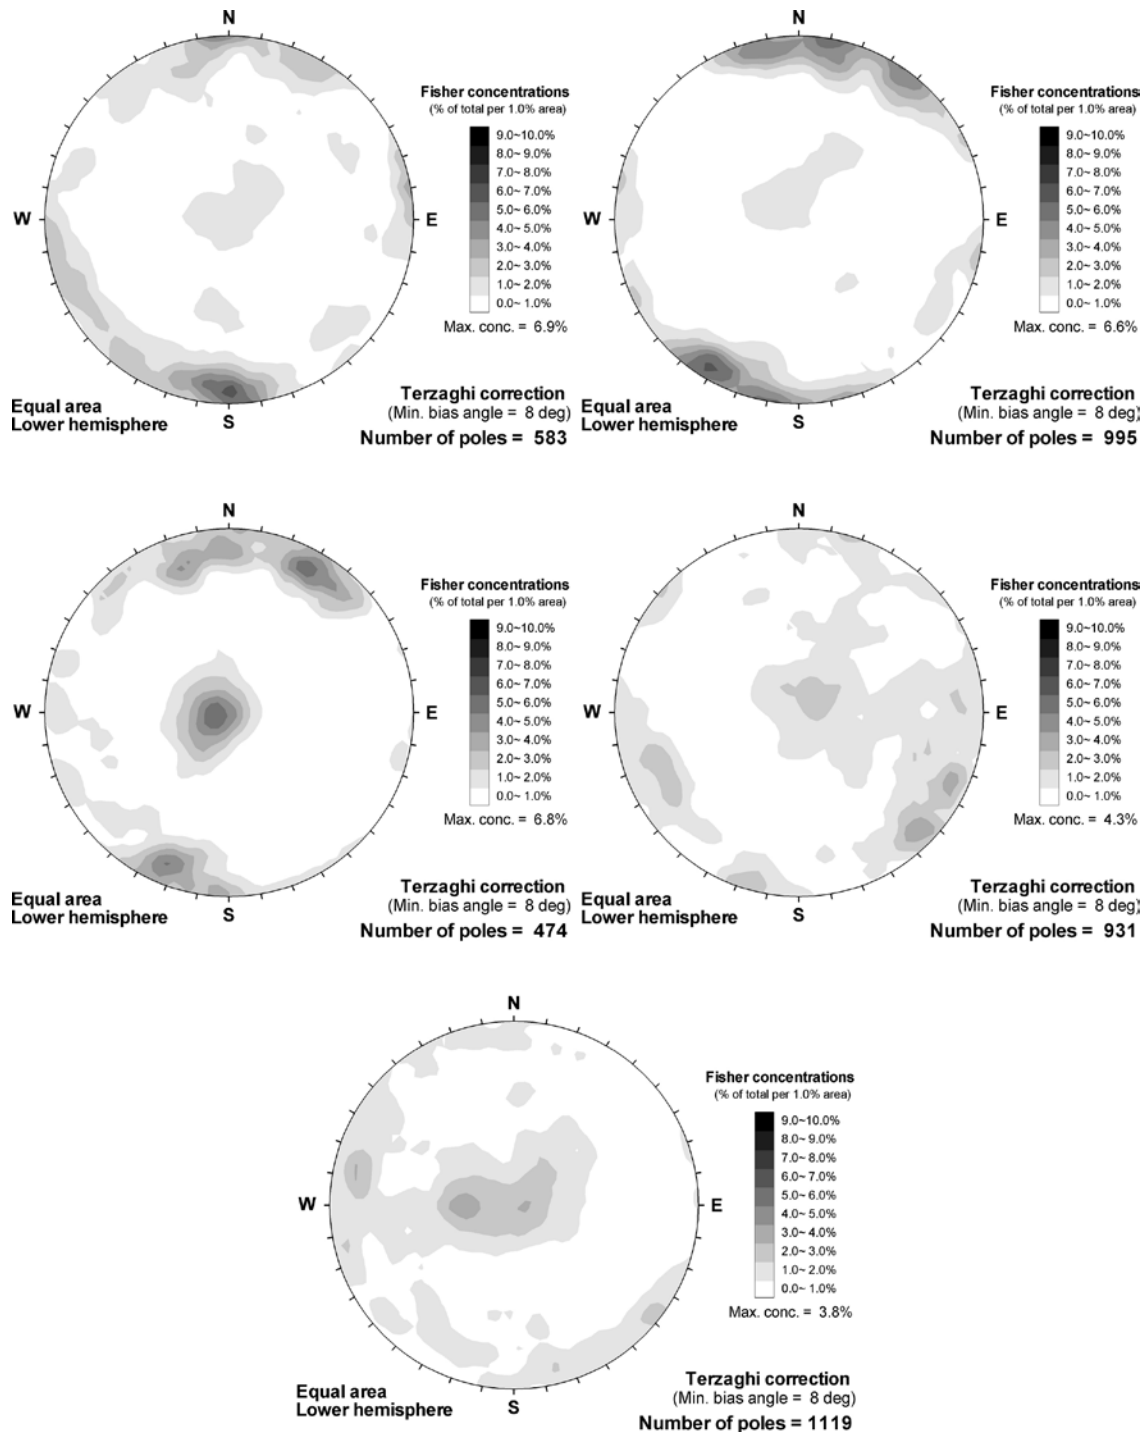 N
W
E
S
Fisher concentrations
(% of total per 1.0% area)
9.0~10.0%
8.0~ 9.0%
7.0~ 8.0%
6.0~ 7.0%
5.0~ 6.0%
4.0~ 5.0%
3.0~ 4.0%
2.0~ 3.0%
1.0~ 2.0%
0.0~ 1.0%
Max. conc. = 6.9%
Equal area
Lower hemisphere
Terzaghi correction
(Min. bias angle = 8 deg)
Number of poles = 583
N
W
E
S
Fisher concentrations
(% of total per 1.0% area)
9.0~10.0%
8.0~ 9.0%
7.0~ 8.0%
6.0~ 7.0%
5.0~ 6.0%
4.0~ 5.0%
3.0~ 4.0%
2.0~ 3.0%
1.0~ 2.0%
0.0~ 1.0%
Max. conc. = 6.6%
Equal area
Lower hemisphere
Terzaghi correction
(Min. bias angle = 8 deg)
Number of poles = 995
N
W
E
S
Fisher concentrations
(% of total per 1.0% area)
9.0~10.0%
8.0~ 9.0%
7.0~ 8.0%
6.0~ 7.0%
5.0~ 6.0%
4.0~ 5.0%
3.0~ 4.0%
2.0~ 3.0%
1.0~ 2.0%
0.0~ 1.0%
Max. conc. = 6.8%
Equal area
Lower hemisphere
Terzaghi correction
(Min. bias angle = 8 deg)
Number of poles = 474
N
W
E
S
Fisher concentrations
(% of total per 1.0% area)
9.0~10.0%
8.0~ 9.0%
7.0~ 8.0%
6.0~ 7.0%
5.0~ 6.0%
4.0~ 5.0%
3.0~ 4.0%
2.0~ 3.0%
1.0~ 2.0%
0.0~ 1.0%
Max. conc. = 4.3%
Equal area
Lower hemisphere
Terzaghi correction
(Min. bias angle = 8 deg)
Number of poles = 931
N
W
E
S
Fisher concentrations
(% of total per 1.0% area)
9.0~10.0%
8.0~ 9.0%
7.0~ 8.0%
6.0~ 7.0%
5.0~ 6.0%
4.0~ 5.0%
3.0~ 4.0%
2.0~ 3.0%
1.0~ 2.0%
0.0~ 1.0%
Max. conc. = 3.8%
Equal area
Lower hemisphere
Terzaghi correction
(Min. bias angle = 8 deg)
Number of poles = 1119